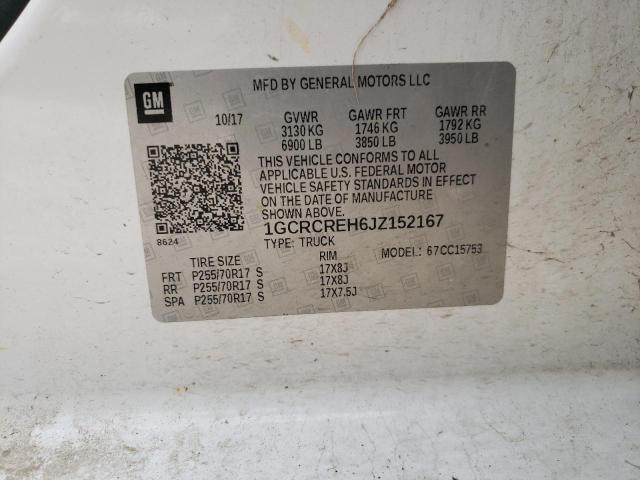 MFD BY GENERAL MOTORS LLC
GM
10/17 GVWR GAWR FRT GAWR RR
3130 KG 1746 KG 1792 KG
6900 LB 3850 LB 3950 LB
THIS VEHICLE CONFORMS TO ALL
APPLICABLE U.S. FEDERAL MOTOR
VEHICLE SAFETY STANDARDS IN EFFECT
ON THE DATE OF MANUFACTURE
SHOWN ABOVE.
8624
1GCRCREH6JZ152167
TYPE: TRUCK MODEL: 67CC15753
TIRE SIZE RIM
FRT P255/70R17 S 17X8J
RR P255/70R17 S 17X8J
SPA P255/70R17 S 17X7.5J